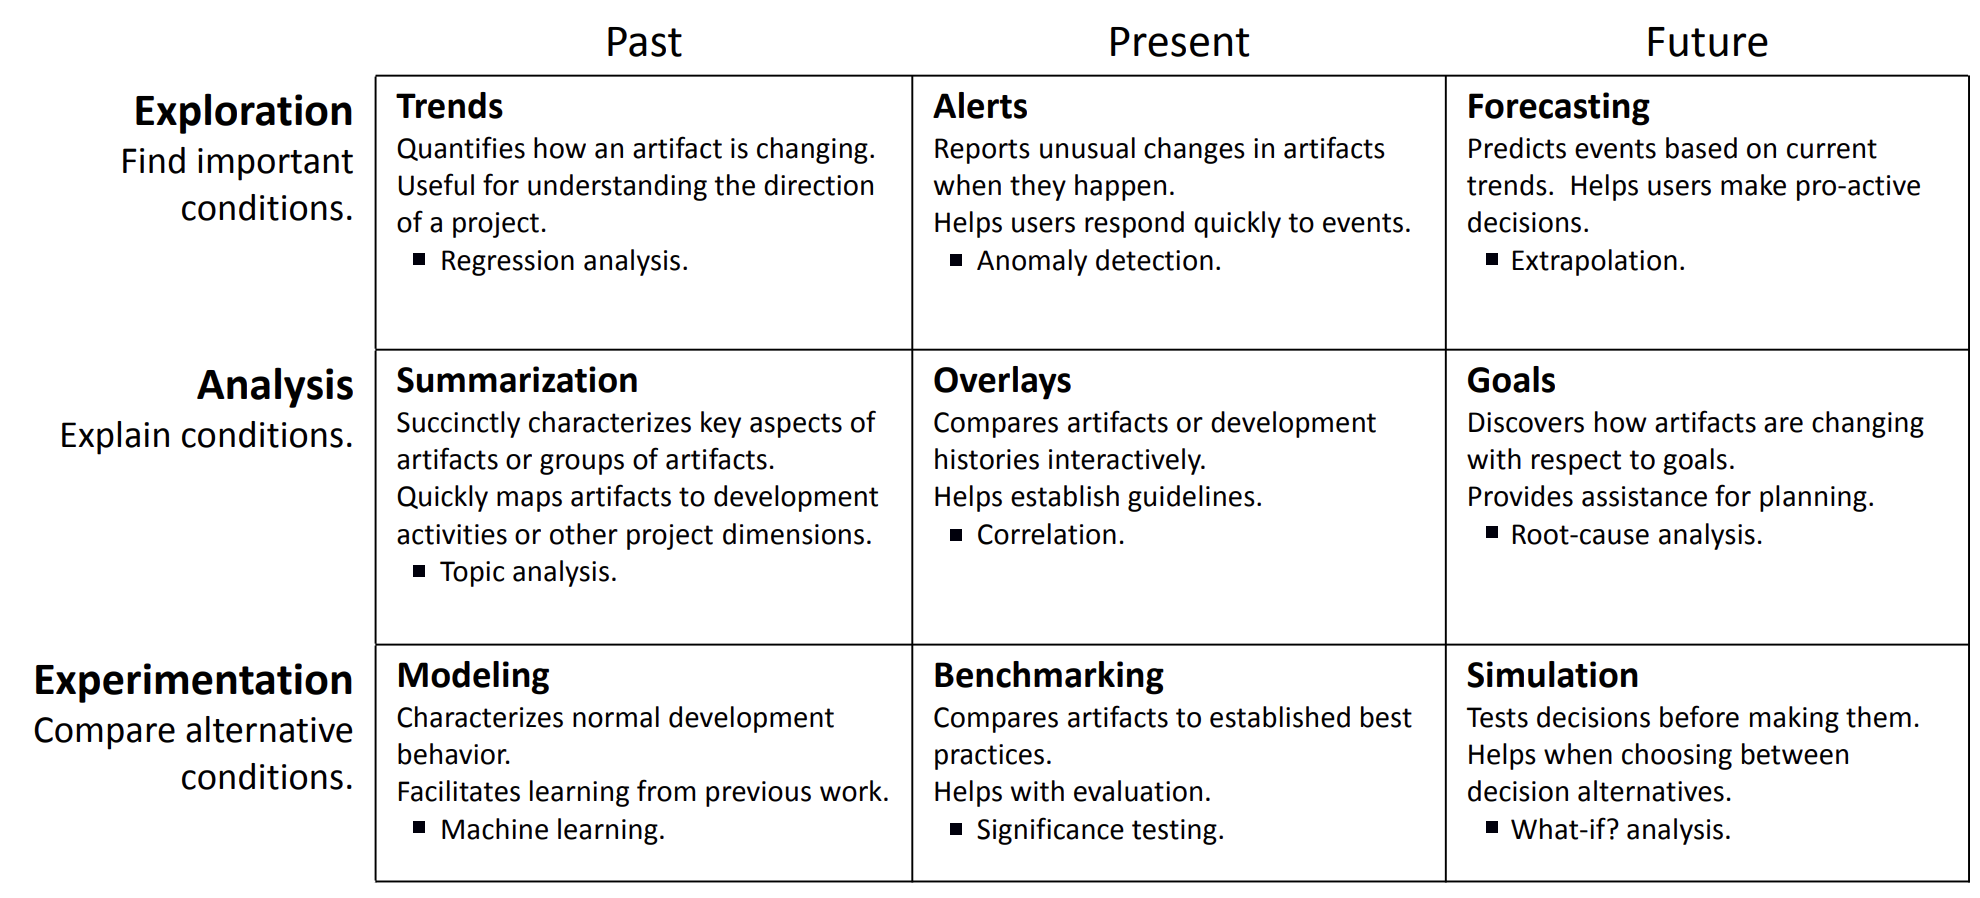 Past
Present
Future
Exploration
Find important
conditions.
Trends
Quantifies how an artifact is changing.
Useful for understanding the direction
of a project.
▪ Regression analysis.
Alerts
Reports unusual changes in artifacts
when they happen.
Helps users respond quickly to events.
▪ Anomaly detection.
Forecasting
Predicts events based on current
trends.  Helps users make pro-active
decisions.
▪ Extrapolation.
Analysis
Explain conditions.
Summarization
Succinctly characterizes key aspects of
artifacts or groups of artifacts.
Quickly maps artifacts to development
activities or other project dimensions.
▪ Topic analysis.
Overlays
Compares artifacts or development
histories interactively.
Helps establish guidelines.
▪ Correlation.
Goals
Discovers how artifacts are changing
with respect to goals.
Provides assistance for planning.
▪ Root-cause analysis.
Experimentation
Compare alternative
conditions.
Modeling
Characterizes normal development
behavior.
Facilitates learning from previous work.
▪ Machine learning.
Benchmarking
Compares artifacts to established best
practices.
Helps with evaluation.
▪ Significance testing.
Simulation
Tests decisions before making them.
Helps when choosing between
decision alternatives.
▪ What-if? analysis.